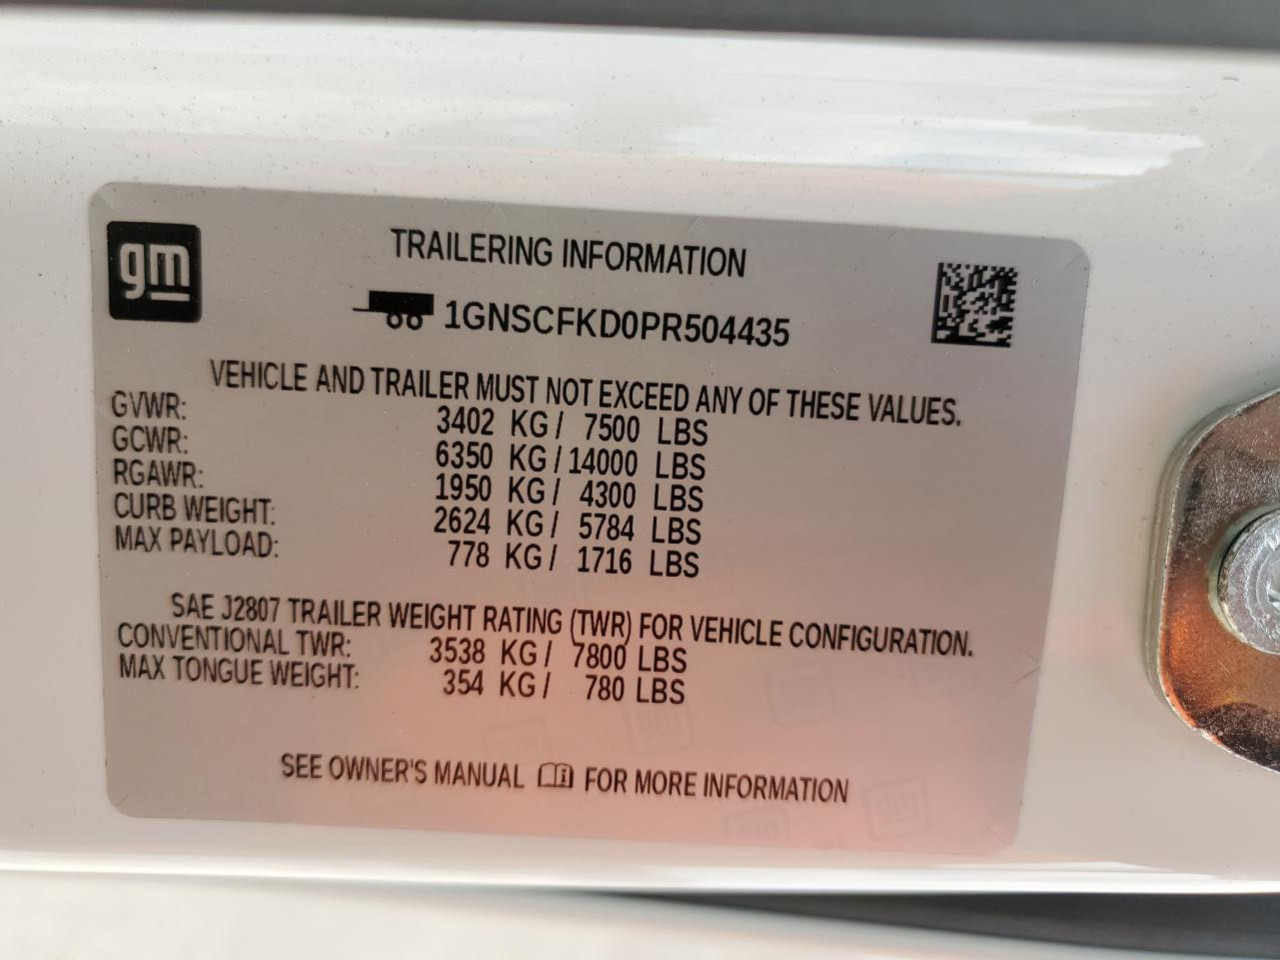 gm
TRAILERING INFORMATION
1GNSCFKD0PR504435
VEHICLE AND TRAILER MUST NOT EXCEED ANY OF THESE VALUES.
GVWR: 3402 KG / 7500 LBS
GCWR: 6350 KG / 14000 LBS
RGAWR: 1950 KG / 4300 LBS
CURB WEIGHT: 2624 KG / 5784 LBS
MAX PAYLOAD: 778 KG / 1716 LBS
SAE J2807 TRAILER WEIGHT RATING (TWR) FOR VEHICLE CONFIGURATION.
CONVENTIONAL TWR: 3538 KG / 7800 LBS
MAX TONGUE WEIGHT: 354 KG / 780 LBS
SEE OWNER'S MANUAL FOR MORE INFORMATION